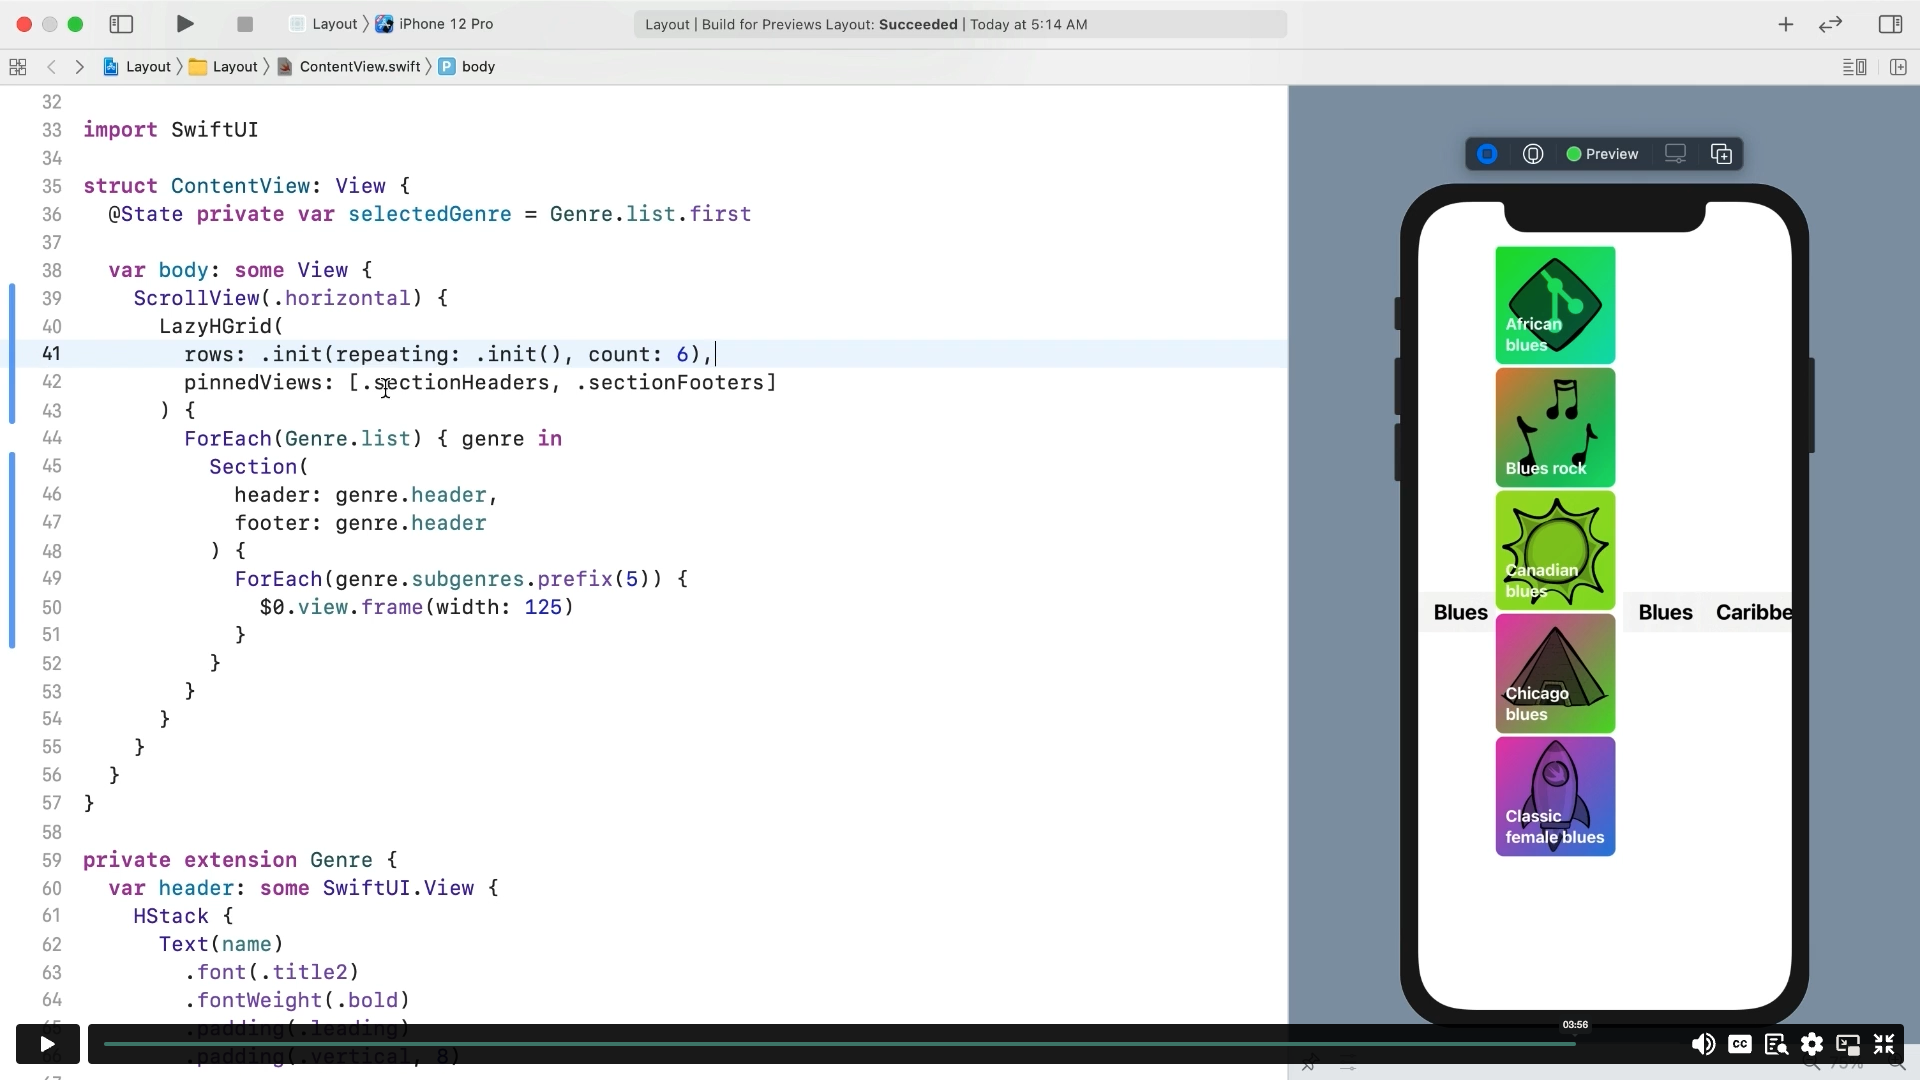 Layout 〉 iPhone 12 Pro
Layout | Build for Previews Layout: Succeeded | Today at 5:14 AM
Layout 〉 Layout 〉 ContentView.swift 〉 P body
32
33 import SwiftUI
34
35 struct ContentView: View {
36 @State private var selectedGenre = Genre.list.first
37
38 var body: some View {
39 ScrollView(.horizontal) {
40 LazyHGrid(
41 rows: .init(repeating: .init(), count: 6),
42 pinnedViews: [.sectionHeaders, .sectionFooters]
43 ) {
44 ForEach(Genre.list) { genre in
45 Section(
46 header: genre.header,
47 footer: genre.header
48 ) {
49 ForEach(genre.subgenres.prefix(5)) {
50 $0.view.frame(width: 125)
51 }
52 }
53 }
54 }
55 }
56 }
57 }
58
59 private extension Genre {
60 var header: some SwiftUI.View {
61 HStack {
62 Text(name)
63 .font(.title2)
64 .fontWeight(.bold)
65 .padding(.leading)
66 .padding(.vertical, 8)
Preview
African
blues
Blues rock
Canadian
blues
Blues
Blues
Caribbe
Chicago
blues
Classic
female blues
03:56
CC
75%